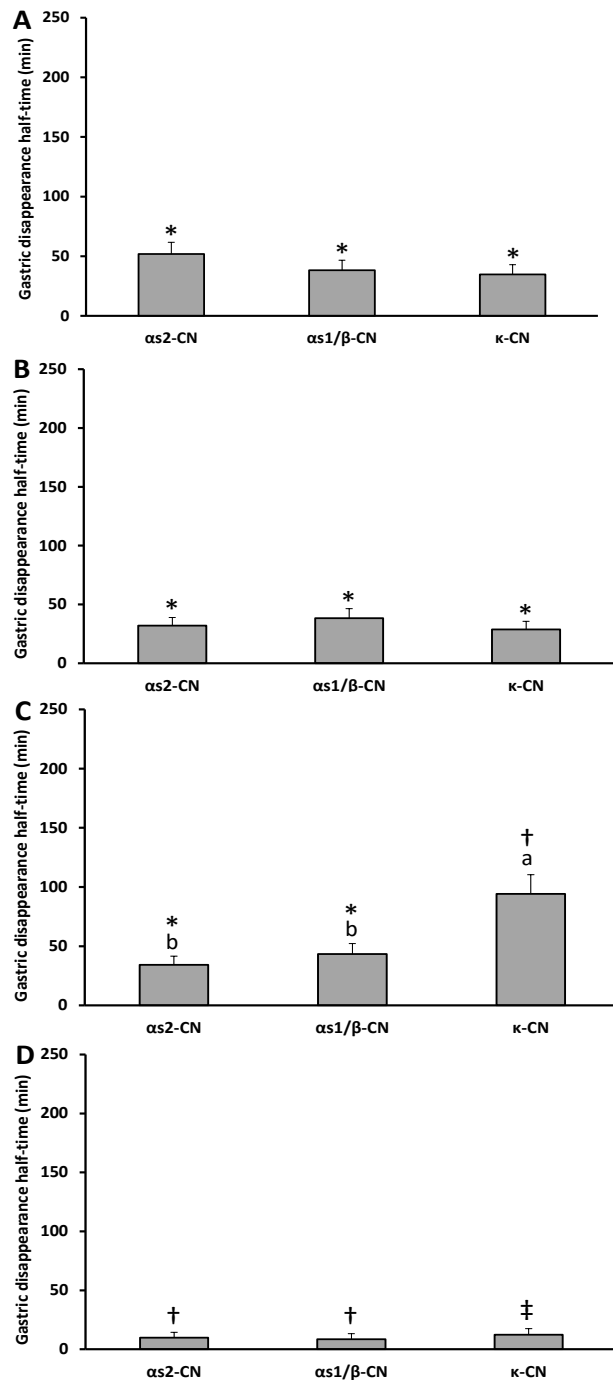 A
Gastric disappearance half-time (min)
250
200
150
100
50
0
*
*
*
αs2-CN αs1/β-CN κ-CN
B
Gastric disappearance half-time (min)
250
200
150
100
50
0
*
*
*
αs2-CN αs1/β-CN κ-CN
C
Gastric disappearance half-time (min)
250
200
150
100
50
0
*
b
*
b
†
a
αs2-CN αs1/β-CN κ-CN
D
Gastric disappearance half-time (min)
250
200
150
100
50
0
†
†
‡
αs2-CN αs1/β-CN κ-CN